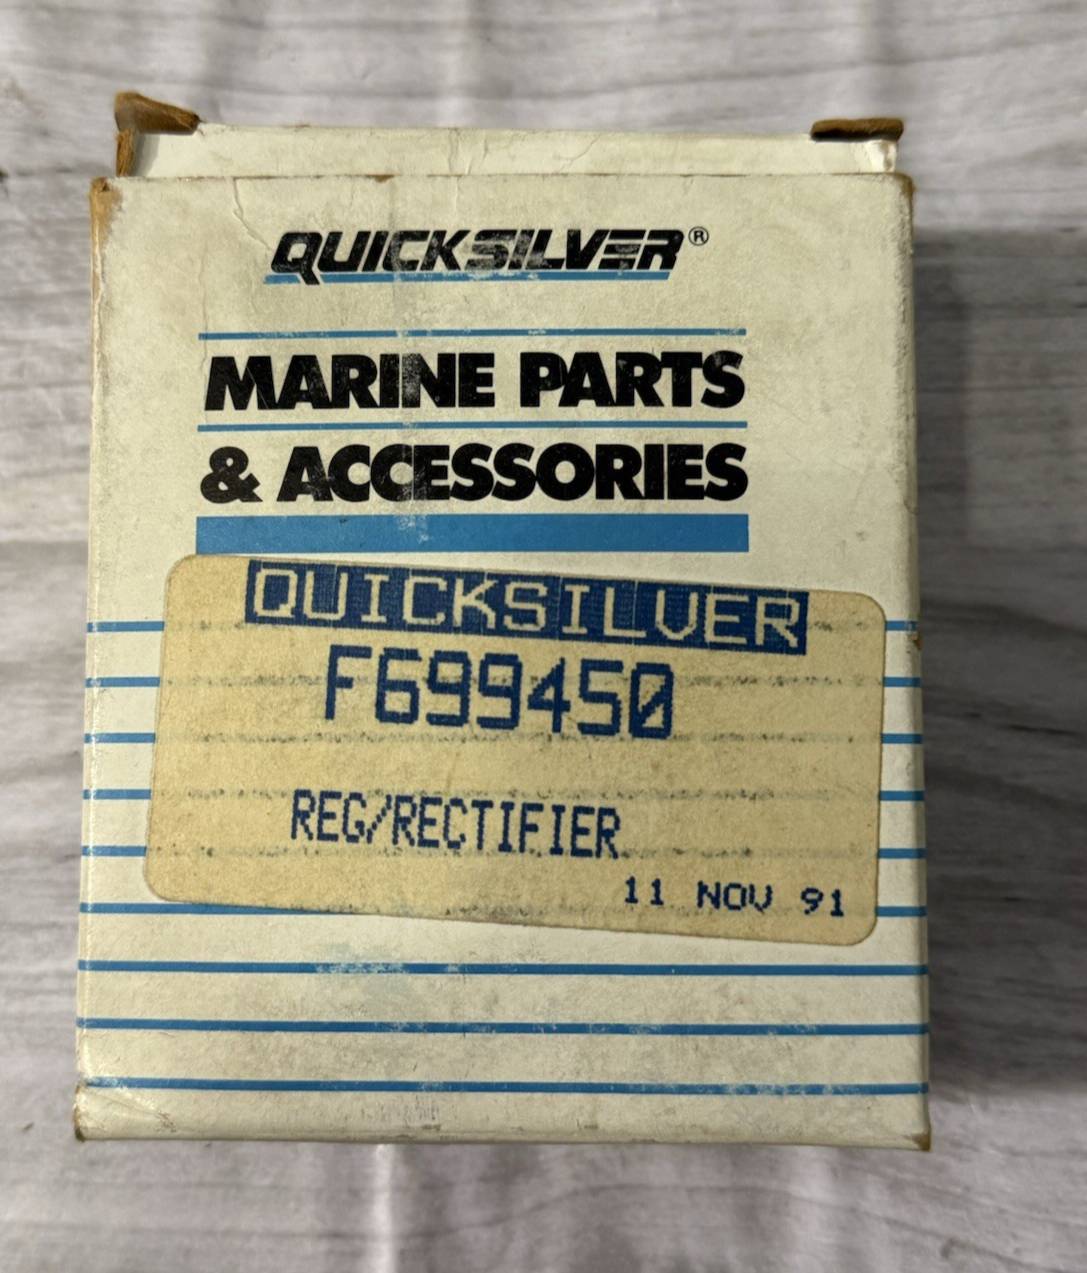 QUICKSILVER®
MARINE PARTS
& ACCESSORIES
QUICKSILVER
F699450
REG/RECTIFIER
11 NOV 91